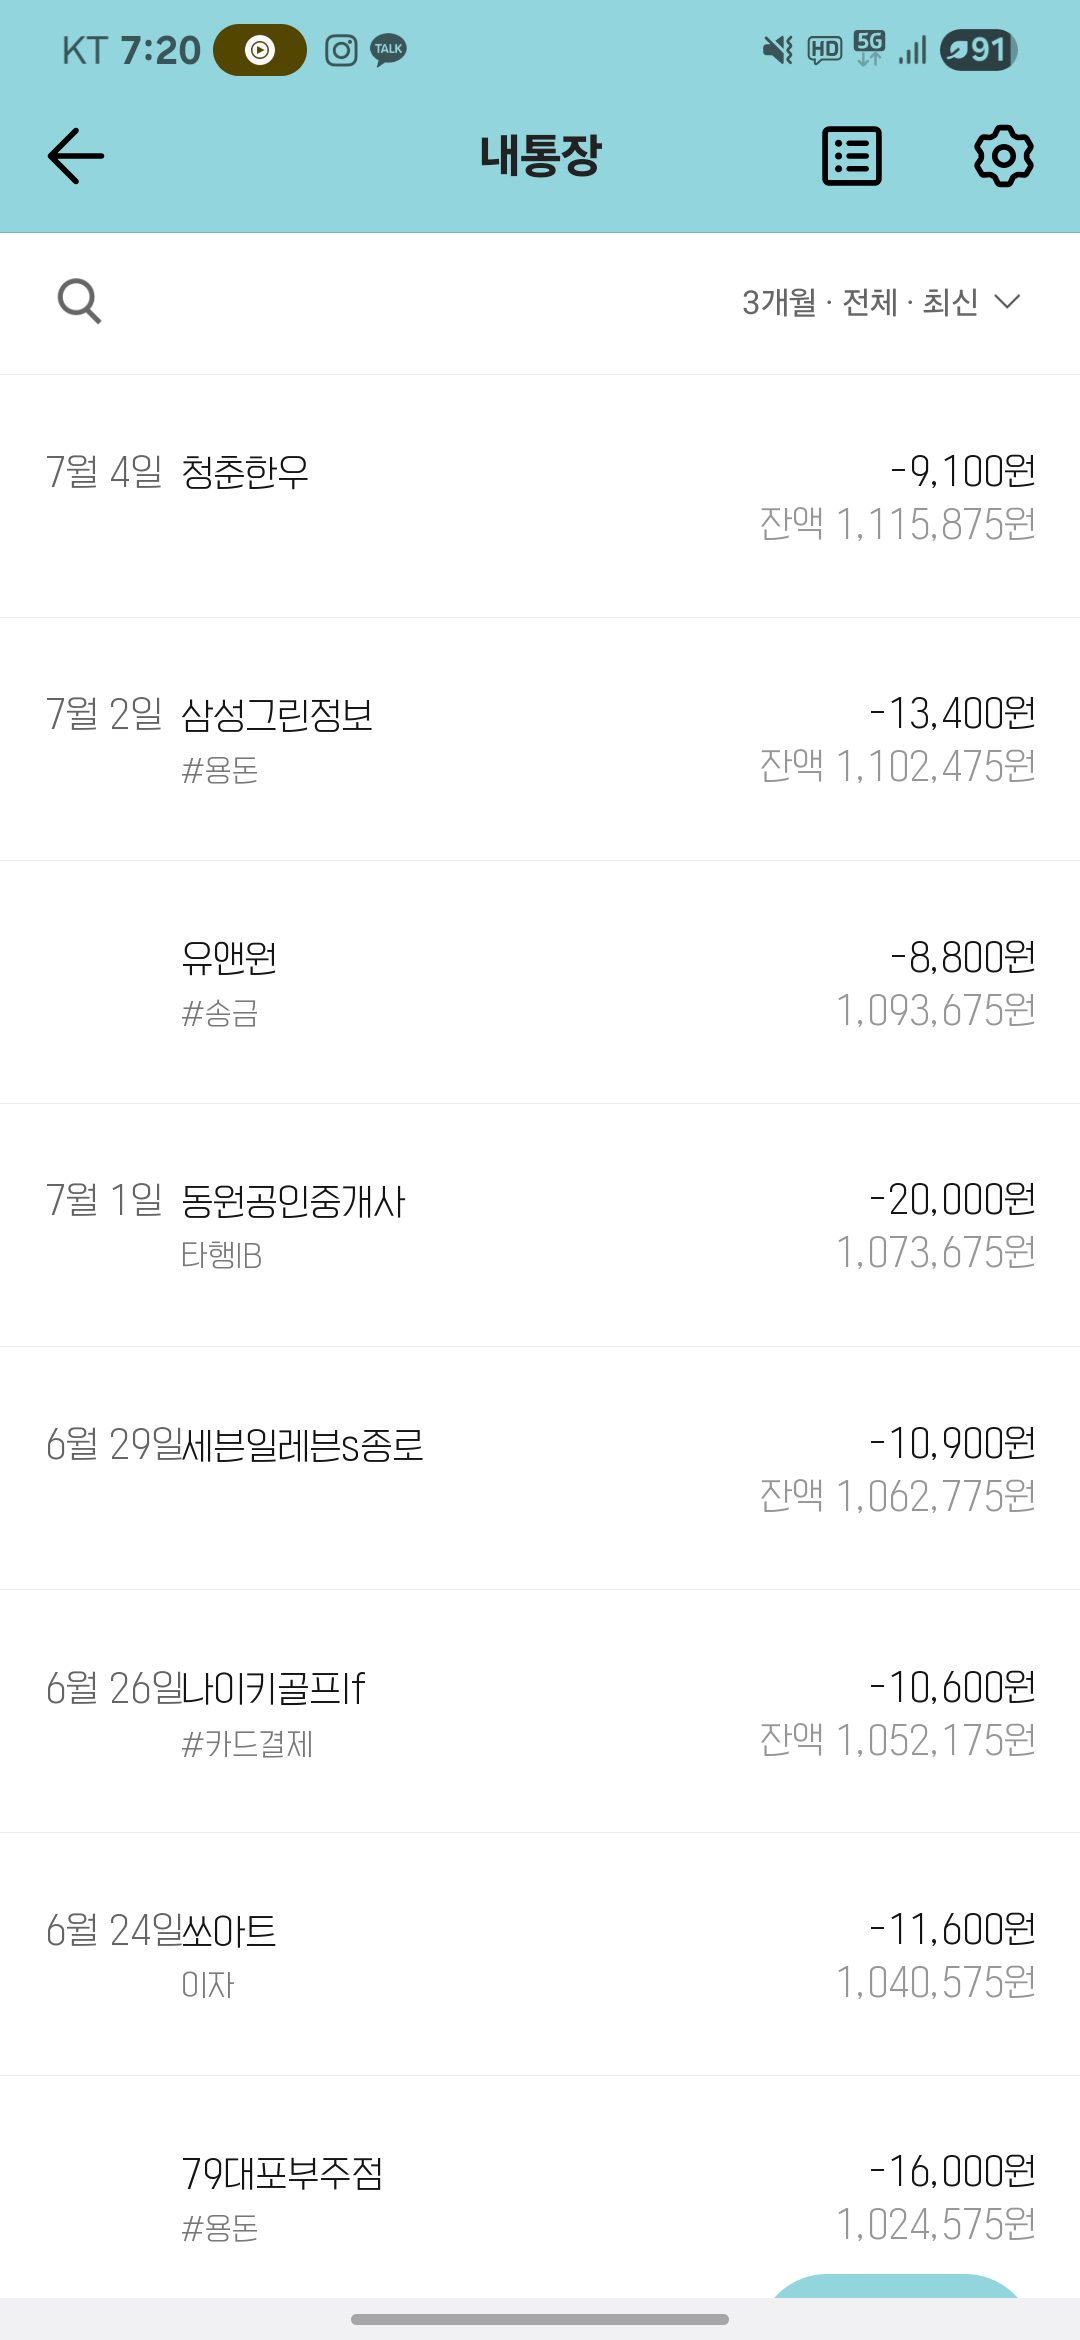 KT 7:20 TALK HD 5G 91
내통장
3개월 · 전체 · 최신
7월 4일 청춘한우 -9,100원
잔액 1,115,875원
7월 2일 삼성그린정보 -13,400원
#용돈 잔액 1,102,475원
유앤원 -8,800원
#송금 1,093,675원
7월 1일 동원공인중개사 -20,000원
타행IB 1,073,675원
6월 29일 세븐일레븐s종로 -10,900원
잔액 1,062,775원
6월 26일 나이키골프lf -10,600원
#카드결제 잔액 1,052,175원
6월 24일 쏘아트 -11,600원
이자 1,040,575원
79대포부주점 -16,000원
#용돈 1,024,575원